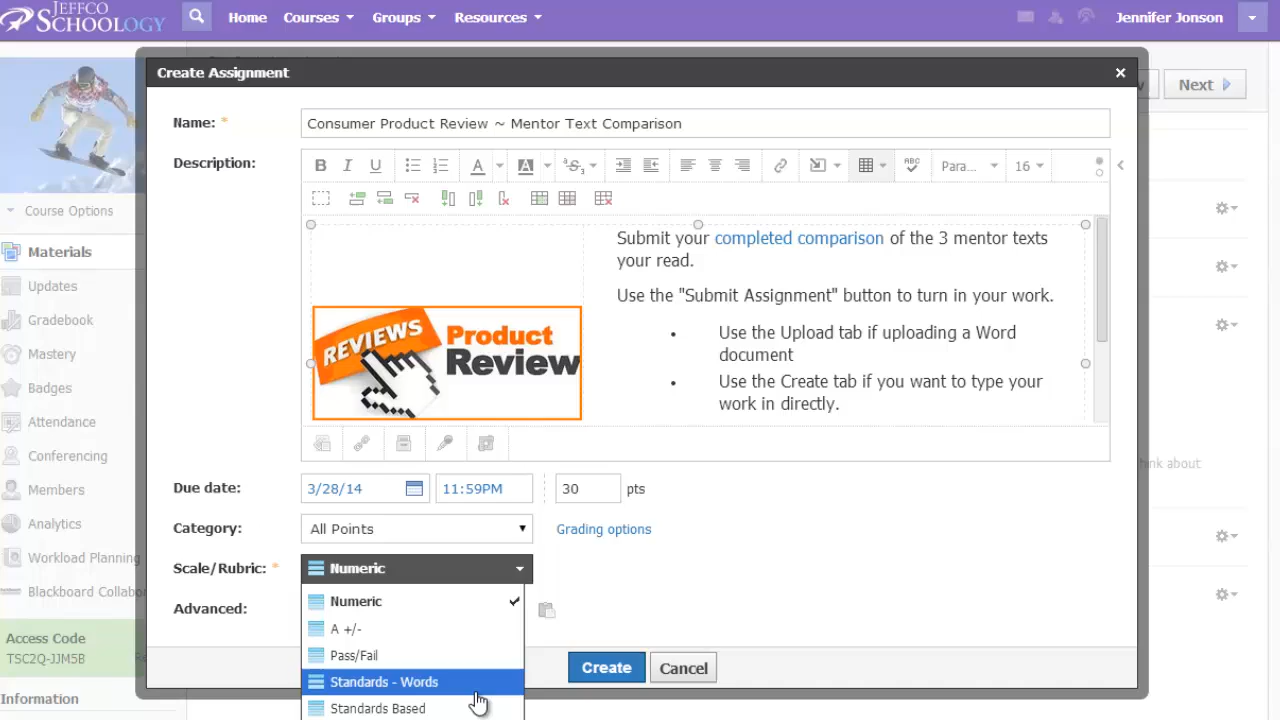 JEFFCO
SCHOOLOGY
Home Courses Groups Resources Jennifer Jonson
Create Assignment
Next
Name: * Consumer Product Review ~ Mentor Text Comparison
Description:
B I U A A S ABC Para... 16
Submit your completed comparison of the 3 mentor texts
your read.
Use the "Submit Assignment" button to turn in your work.
• Use the Upload tab if uploading a Word
document
• Use the Create tab if you want to type your
work in directly.
REVIEWS Product
Review
Course Options
Materials
Updates
Gradebook
Mastery
Badges
Attendance
Conferencing
Members
Analytics
Workload Planning
Blackboard Collabo
Access Code
TSC2Q-JJM5B
Information
hink about
Due date: 3/28/14 11:59PM 30 pts
Category: All Points Grading options
Scale/Rubric: * Numeric
Advanced:
Numeric
A +/-
Pass/Fail
Standards - Words
Standards Based
Create Cancel